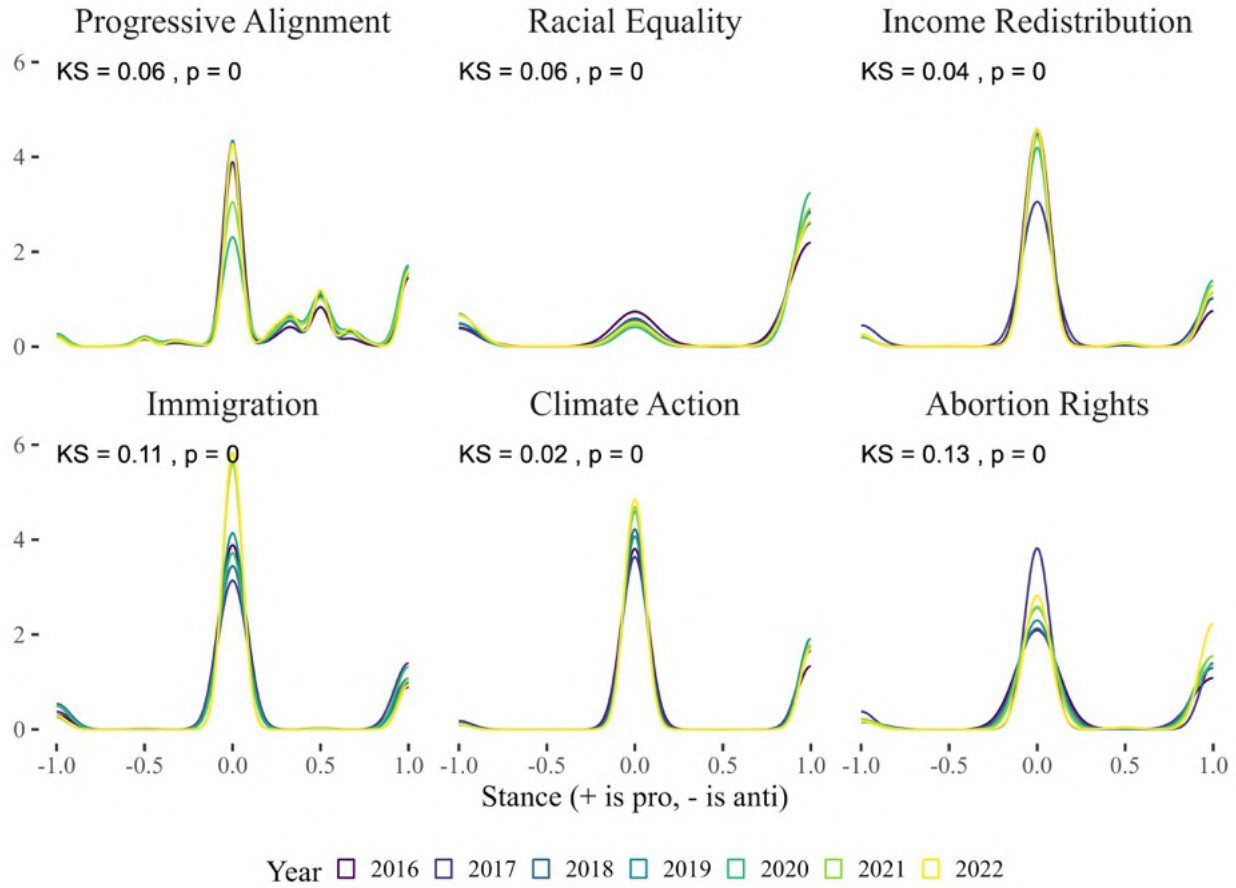 Progressive Alignment
Racial Equality
Income Redistribution
6
KS = 0.06 , p = 0
KS = 0.06 , p = 0
KS = 0.04 , p = 0
4
2
0
Immigration
Climate Action
Abortion Rights
6
KS = 0.11 , p = 0
KS = 0.02 , p = 0
KS = 0.13 , p = 0
4
2
0
-1.0 -0.5 0.0 0.5 1.0
-1.0 -0.5 0.0 0.5 1.0
-1.0 -0.5 0.0 0.5 1.0
Stance (+ is pro, - is anti)
Year 2016 2017 2018 2019 2020 2021 2022